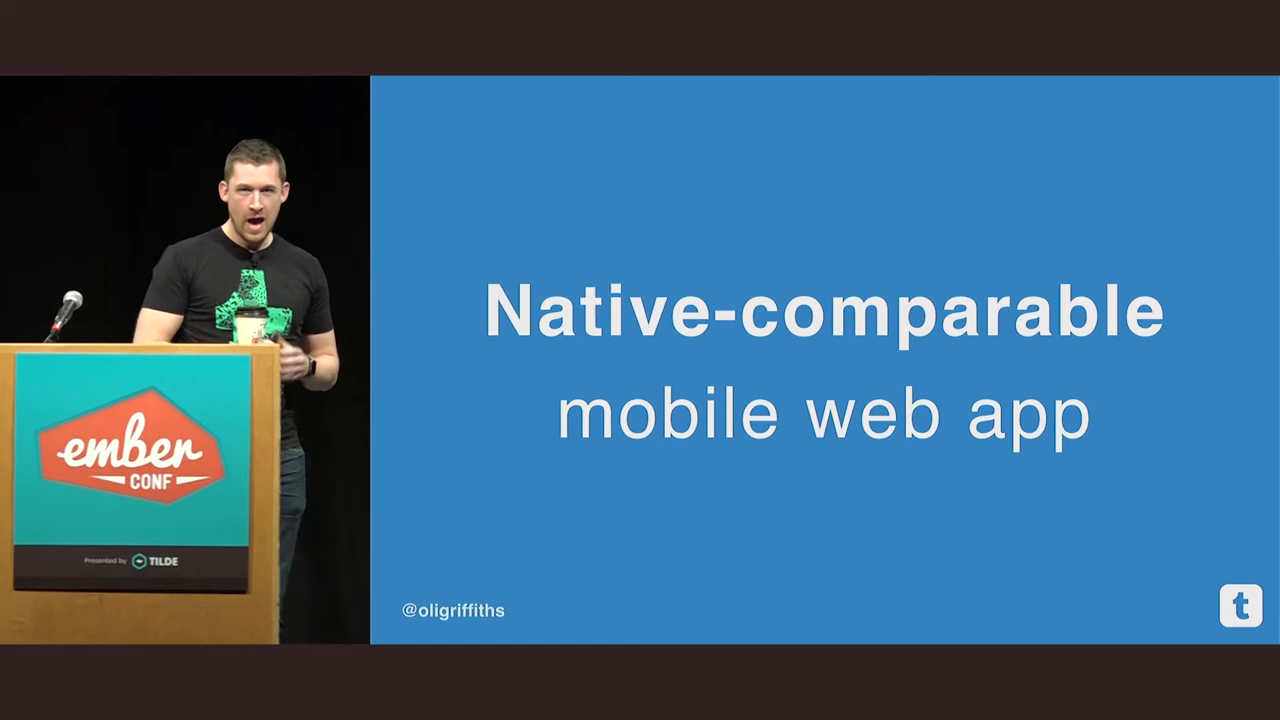 Native-comparable
mobile web app
ember
CONF
Presented by TILDE
@oligriffiths
t